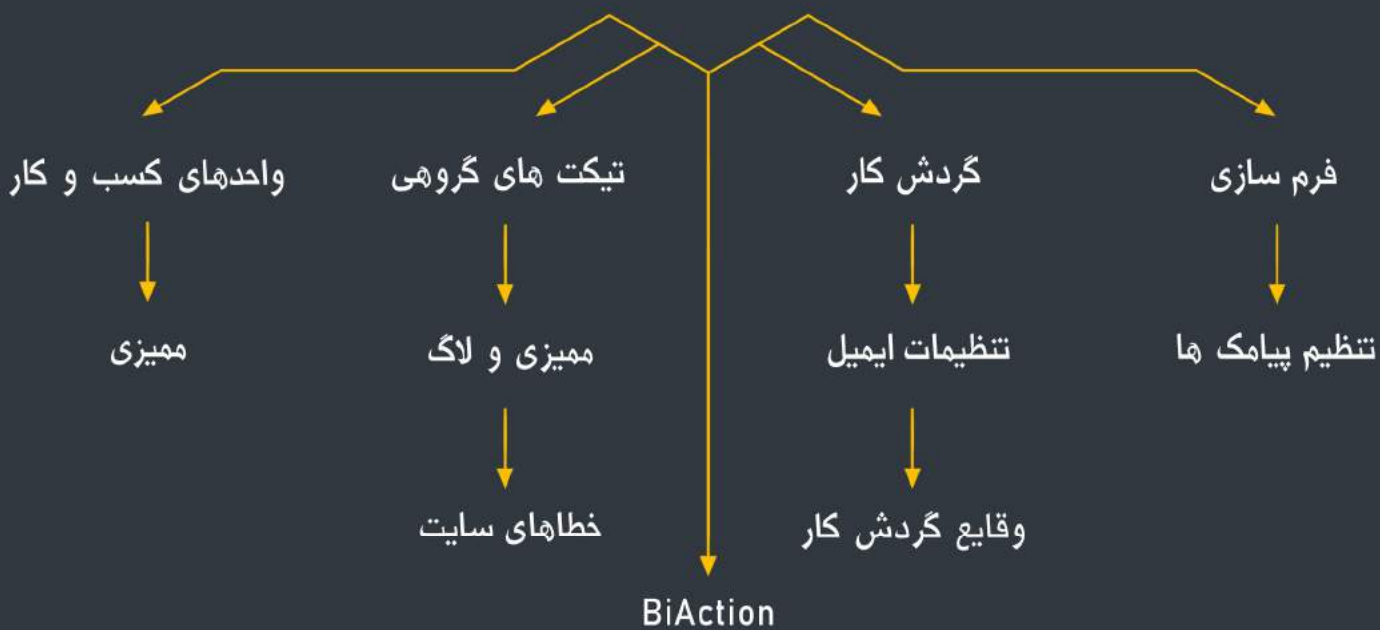 فرم سازی
گردش کار
تیکت های گروهی
واحدهای کسب و کار
تنظیم پیامک ها
تنظیمات ایمیل
ممیزی و لاگ
ممیزی
وقایع گردش کار
خطاهای سایت
BiAction